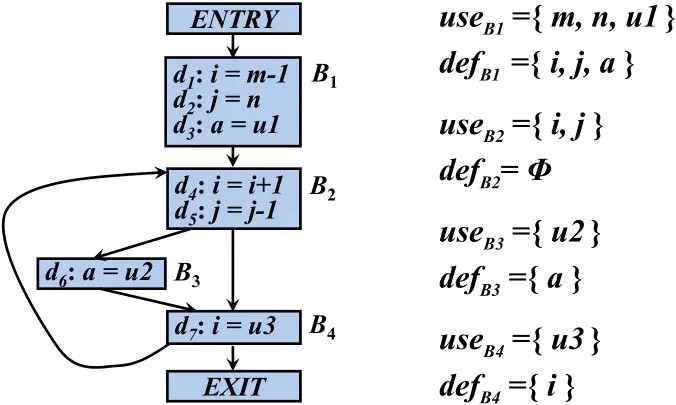 ENTRY
d1: i = m-1
d2: j = n
d3: a = u1
B1
d4: i = i+1
d5: j = j-1
B2
d6: a = u2
B3
d7: i = u3
B4
EXIT
useB1 ={ m, n, u1 }
defB1 ={ i, j, a }
useB2 ={ i, j }
defB2= Φ
useB3 ={ u2 }
defB3 ={ a }
useB4 ={ u3 }
defB4 ={ i }